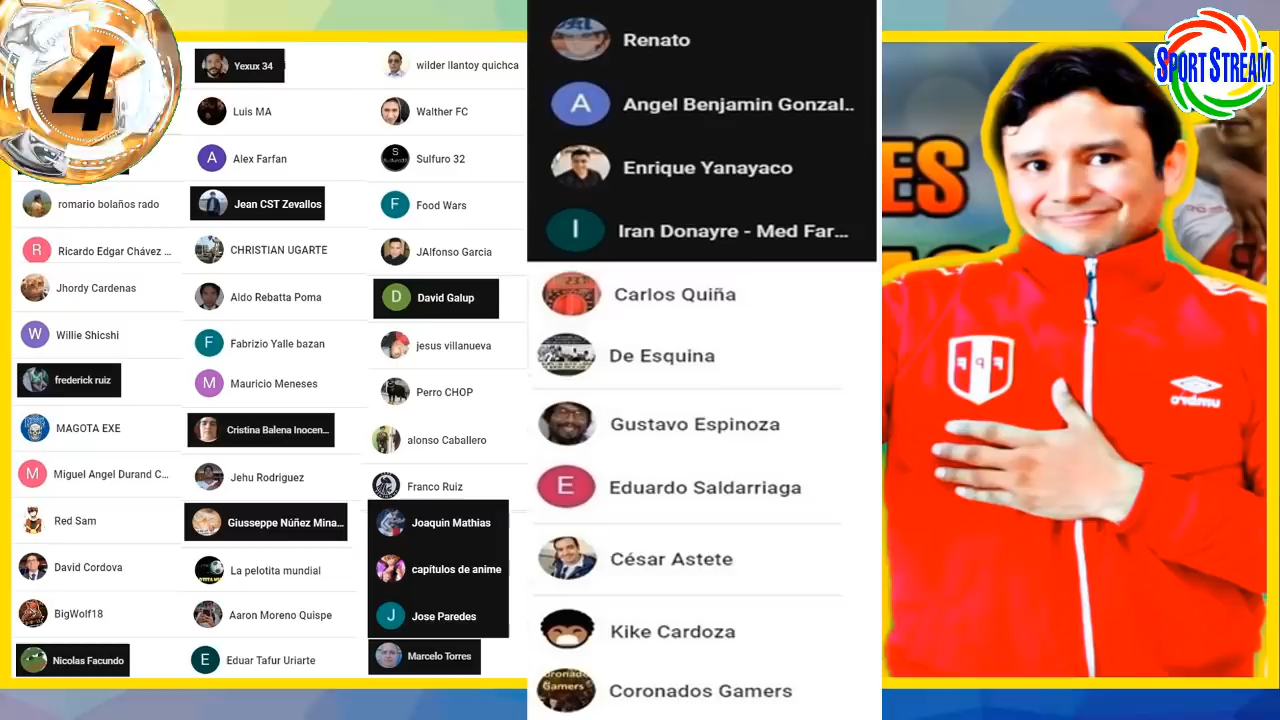 4
romario bolaños rado
Ricardo Edgar Chávez ...
Jhordy Cardenas
Willie Shicshi
frederick ruiz
MAGOTA EXE
Miguel Angel Durand C...
Red Sam
David Cordova
BigWolf18
Nicolas Facundo
Yexux 34
Luis MA
A
Alex Farfan
Jean CST Zevallos
CHRISTIAN UGARTE
Aldo Rebatta Poma
F
Fabrizio Yalle bazan
M
Mauricio Meneses
Cristina Balena Inocen...
Jehu Rodriguez
Giusseppe Núñez Mina...
La pelotita mundial
Aaron Moreno Quispe
E
Eduar Tafur Uriarte
wilder llantoy quichca
Walther FC
Sulfuro 32
F
Food Wars
JAlfonso Garcia
D
David Galup
jesus villanueva
Perro CHOP
alonso Caballero
Franco Ruiz
Joaquin Mathias
capítulos de anime
J
Jose Paredes
Marcelo Torres
Renato
A
Angel Benjamin Gonzal..
Enrique Yanayaco
I
Iran Donayre - Med Far...
Carlos Quiña
De Esquina
Gustavo Espinoza
E
Eduardo Saldarriaga
César Astete
Kike Cardoza
Coronados Gamers
R
W
M
ES
SPORT STREAM
umbro